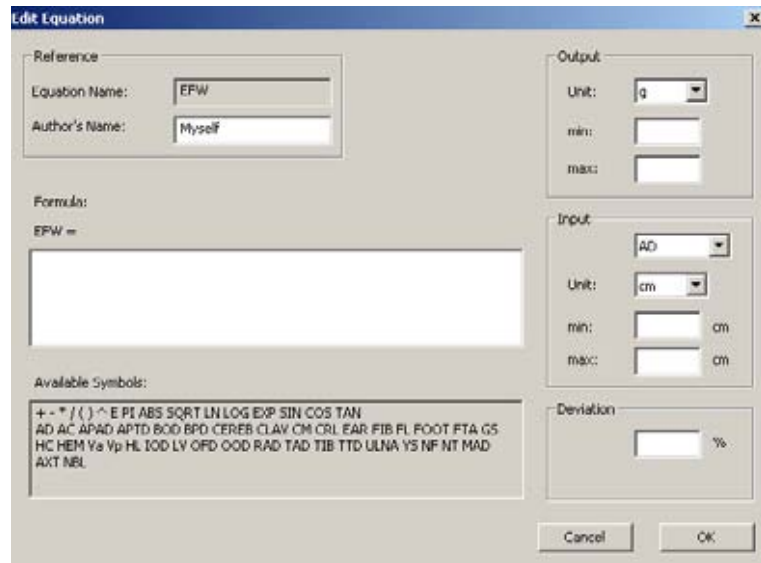 Edit Equation
Reference
Equation Name: EFW
Author's Name: Myself
Formula:
EFW =
Available Symbols:
+ - * / ( ) ^ E PI ABS SQRT LN LOG EXP SIN COS TAN
AD AC APAD APTD BOD BPD CEREB CLAV CM CRL EAR FIB FL FOOT FTA GS
HC HEM Va Vp HL IOD LV OFD OOD RAD TAD TIB TTD ULNA YS NF NT MAD
AXT NBL
Output
Unit: g
min:
max:
Input
AD
Unit: cm
min: cm
max: cm
Deviation
%
Cancel OK